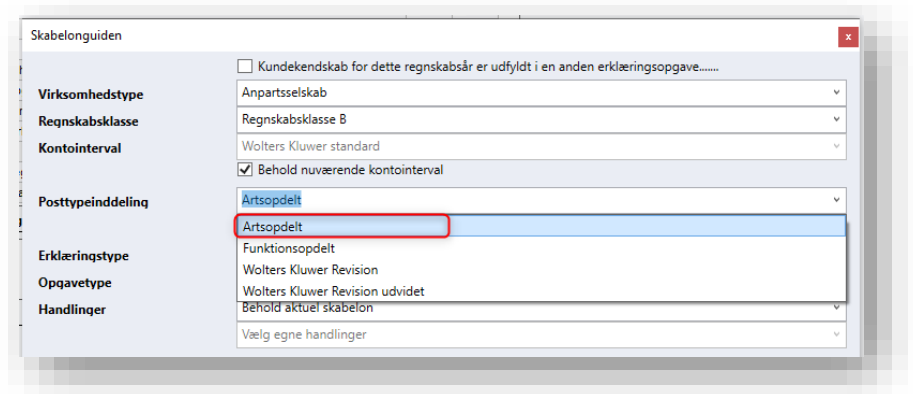 Skabelonguiden
x
Kundekendskab for dette regnskabsår er udfyldt i en anden erklæringsopgave.......
Virksomhedstype
Anpartsselskab
Regnskabsklasse
Regnskabsklasse B
Kontointerval
Wolters Kluwer standard
Behold nuværende kontointerval
Posttypeinddeling
Artsopdelt
Artsopdelt
Funktionsopdelt
Erklæringstype
Wolters Kluwer Revision
Opgavetype
Wolters Kluwer Revision udvidet
Handlinger
Behold aktuel skabelon
Vælg egne handlinger